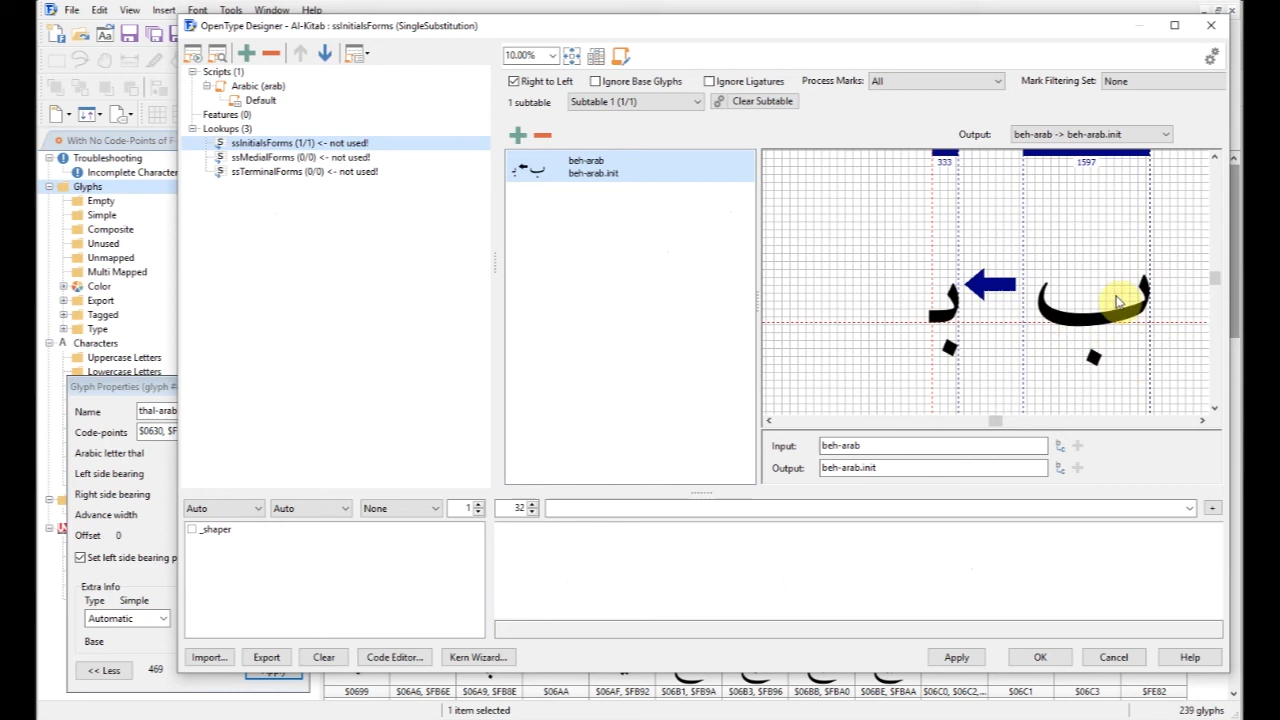 File Edit View Insert Font Tools Window Help
OpenType Designer - Al-Kitab : ssInitialsForms (SingleSubstitution)
10.00%
Scripts (1)
Arabic (arab)
Default
Features (0)
Lookups (3)
ssInitialsForms (1/1) <- not used!
ssMedialForms (0/0) <- not used!
ssTerminalForms (0/0) <- not used!
Right to Left Ignore Base Glyphs Ignore Ligatures Process Marks: All Mark Filtering Set: None
1 subtable Subtable 1 (1/1) Clear Subtable
Output: beh-arab -> beh-arab.init
beh-arab
beh-arab.init
333 1597
Input: beh-arab
Output: beh-arab.init
With No Code-Points of F
Troubleshooting
Incomplete Character
Glyphs
Empty
Simple
Composite
Unused
Unmapped
Multi Mapped
Color
Export
Tagged
Type
Characters
Uppercase Letters
Lowercase Letters
Glyph Properties (glyph #
Name thal-arab
Code-points $0630, $F
Arabic letter thal
Left side bearing
Right side bearing
Advance width
Offset 0
Set left side bearing p
Extra Info
Type Simple
Automatic
Base
<< Less 469 Apply
Auto Auto None 1 32
_shaper
Import... Export Clear Code Editor... Kern Wizard... Apply OK Cancel Help
$0699 $06A6, $FB6E $06A9, $FB8E $06AA $06AF, $FB92 $06B1, $FB9A $06B3, $FB96 $06BB, $FBA0 $06BE, $FBAA $06C0, $06C2,... $06C1 $06C3 $FE82
1 item selected 239 glyphs